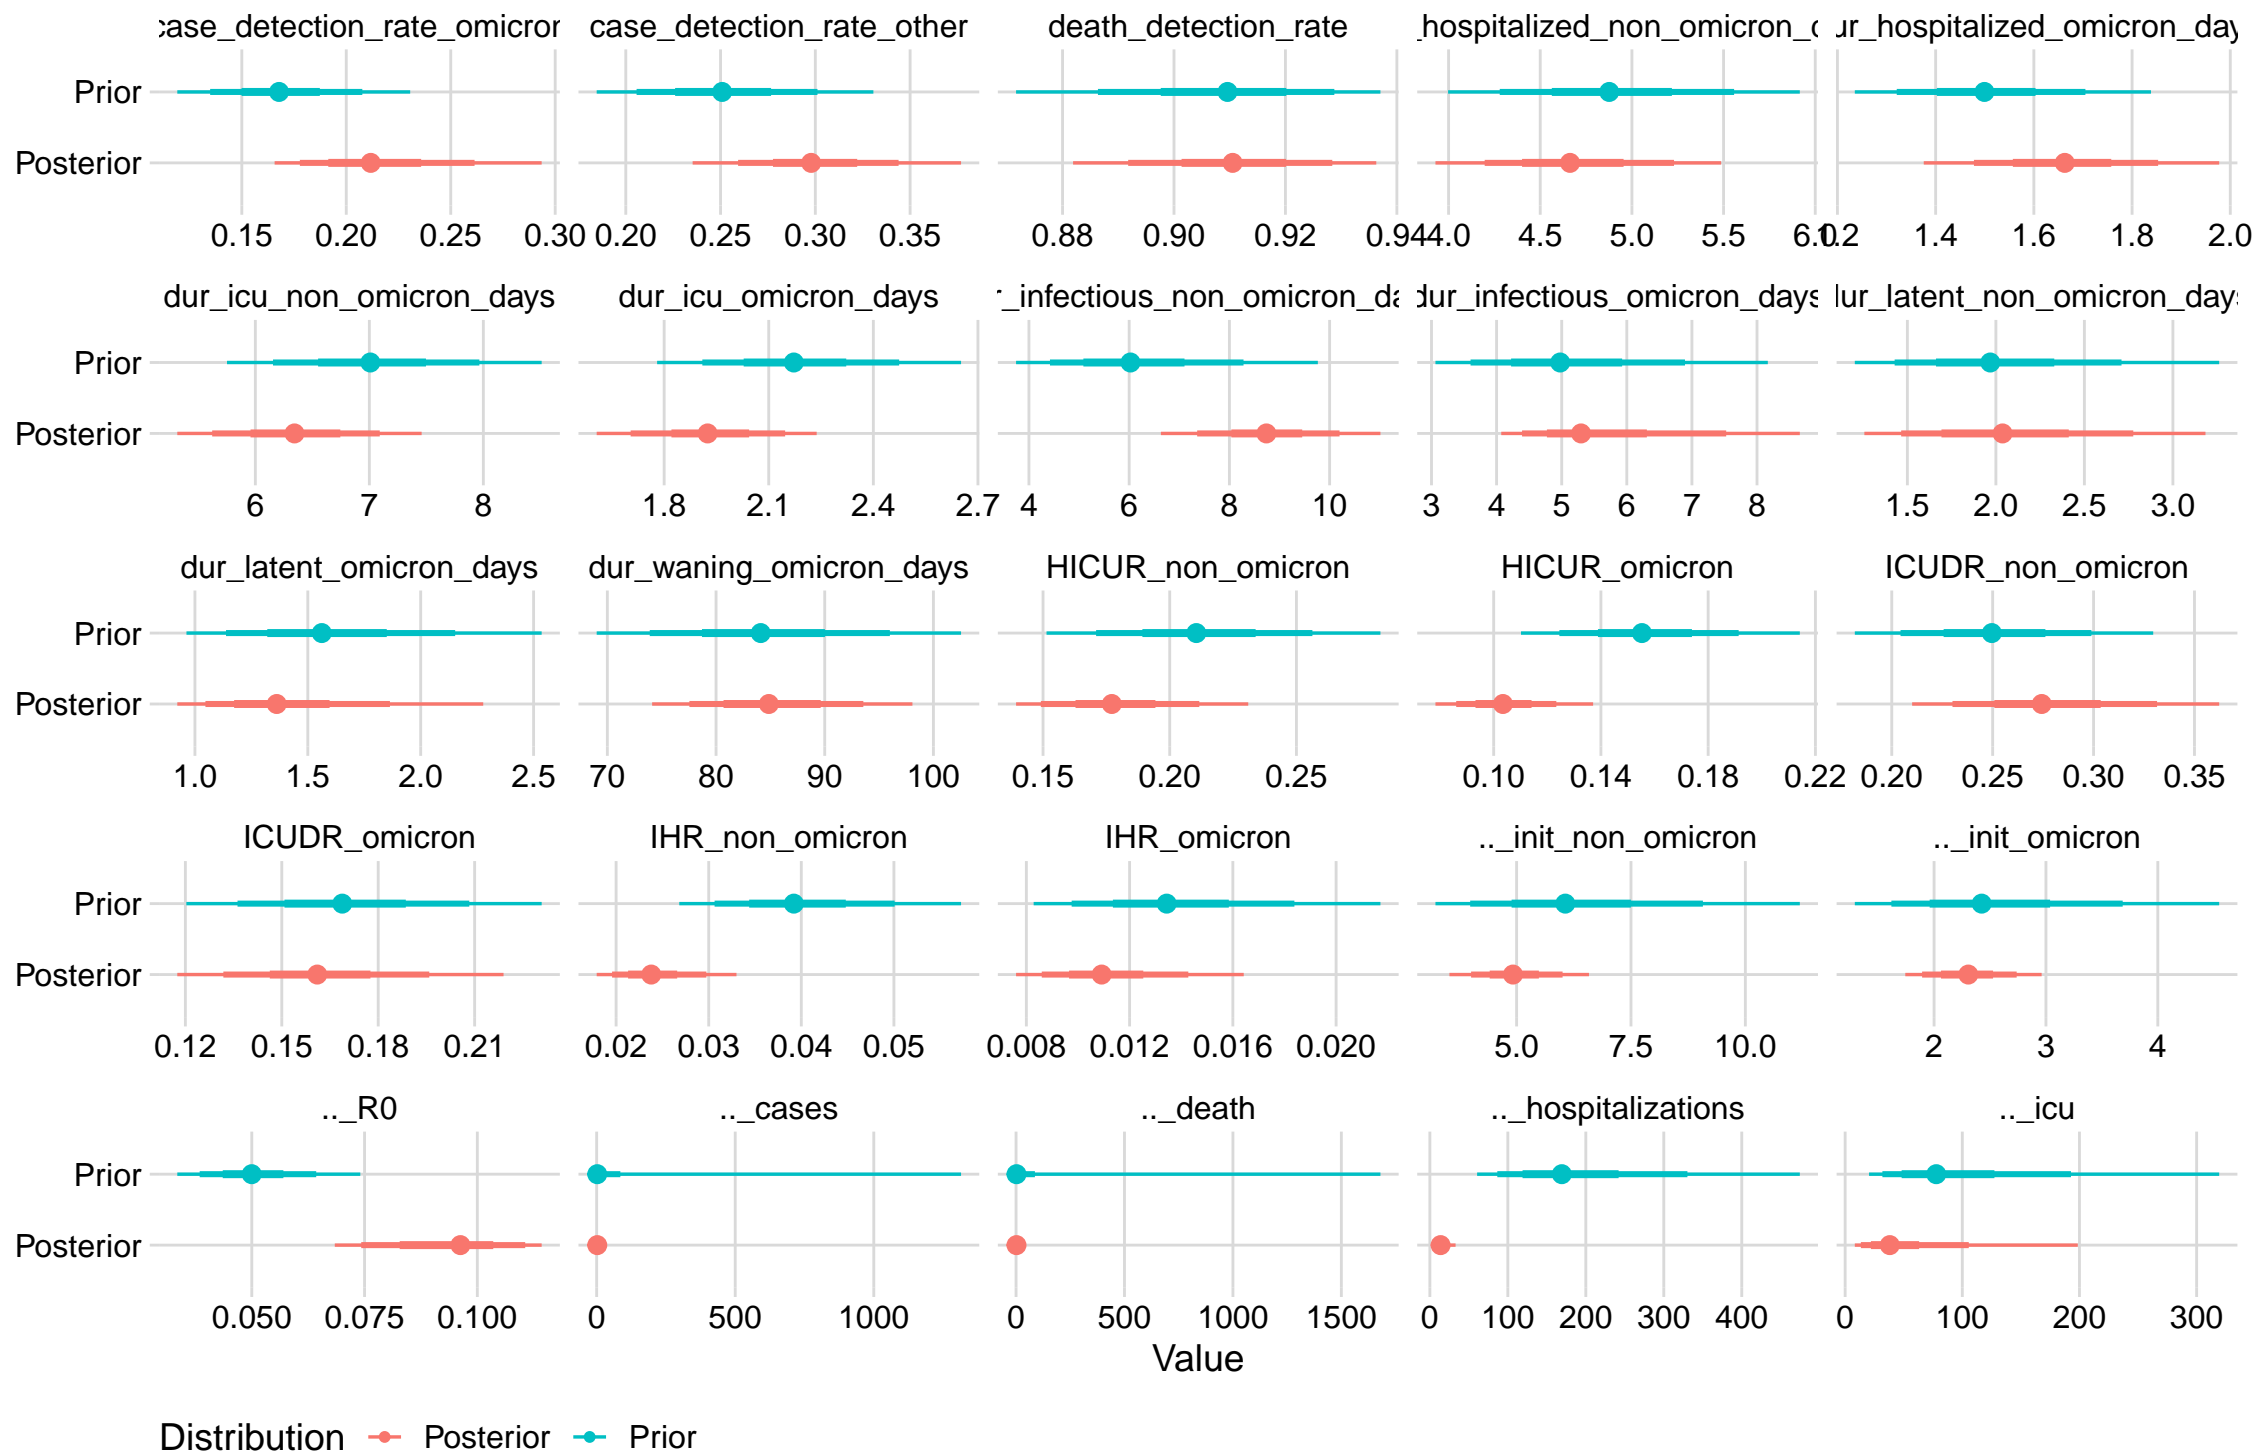 case_detection_rate_omicron case_detection_rate_other death_detection_rate _hospitalized_non_omicron_ ur_hospitalized_omicron_day
Prior
Posterior
0.15 0.20 0.25 0.30 0.20 0.25 0.30 0.35 0.88 0.90 0.92 0.94 4.0 4.5 5.0 5.5 6.0 1.2 1.4 1.6 1.8 2.0
dur_icu_non_omicron_days dur_icu_omicron_days _infectious_non_omicron_da dur_infectious_omicron_days dur_latent_non_omicron_days
Prior
Posterior
6 7 8 1.8 2.1 2.4 2.7 4 6 8 10 3 4 5 6 7 8 1.5 2.0 2.5 3.0
dur_latent_omicron_days dur_waning_omicron_days HICUR_non_omicron HICUR_omicron ICUDR_non_omicron
Prior
Posterior
1.0 1.5 2.0 2.5 70 80 90 100 0.15 0.20 0.25 0.10 0.14 0.18 0.22 0.20 0.25 0.30 0.35
ICUDR_omicron IHR_non_omicron IHR_omicron .._init_non_omicron .._init_omicron
Prior
Posterior
0.12 0.15 0.18 0.21 0.02 0.03 0.04 0.05 0.008 0.012 0.016 0.020 5.0 7.5 10.0 2 3 4
.._R0 .._cases .._death .._hospitalizations .._icu
Prior
Posterior
0.050 0.075 0.100 0 500 1000 0 500 1000 1500 0 100 200 300 400 0 100 200 300
Value
Distribution Posterior Prior